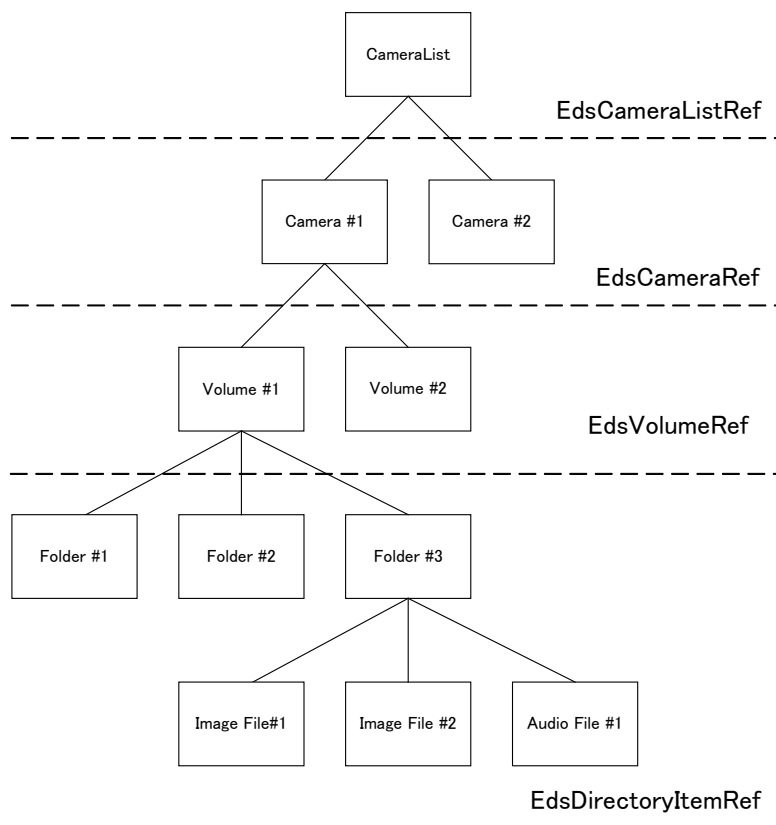 CameraList
EdsCameraListRef
Camera #1
Camera #2
EdsCameraRef
Volume #1
Volume #2
EdsVolumeRef
Folder #1
Folder #2
Folder #3
Image File#1
Image File #2
Audio File #1
EdsDirectoryItemRef